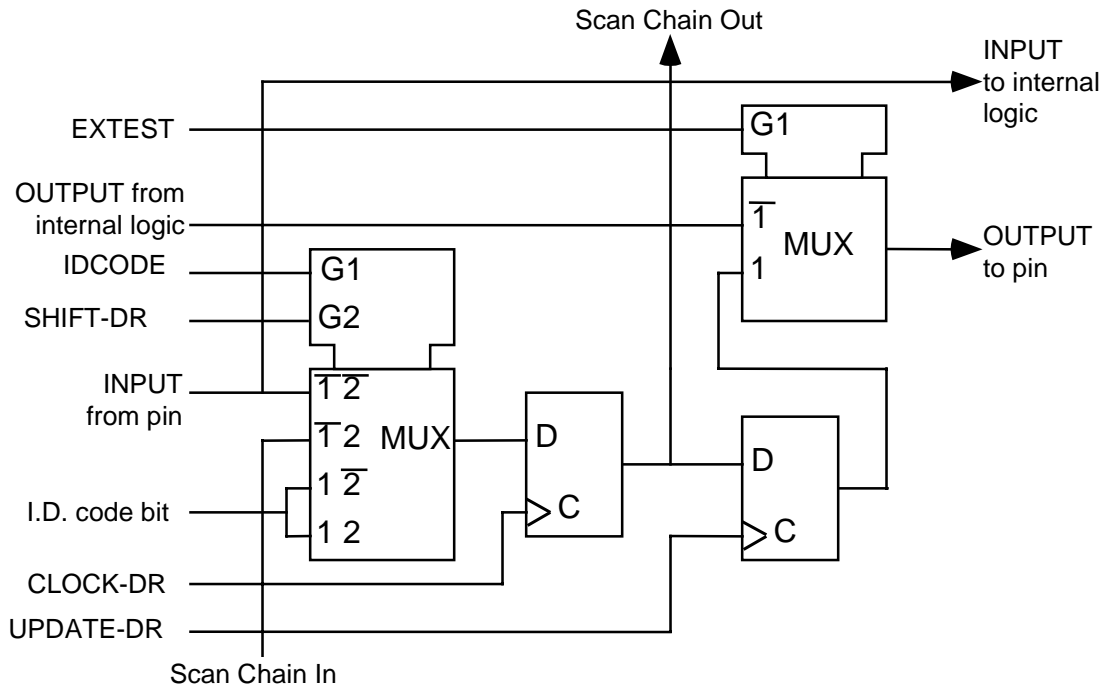 Scan Chain Out
INPUT
to internal
logic
EXTEST
G1
OUTPUT from
internal logic
1̅
MUX
1
OUTPUT
to pin
IDCODE
G1
SHIFT-DR
G2
INPUT
from pin
1̅ 2̅
1̅ 2
MUX
1 2̅
1 2
D
C
D
C
I.D. code bit
CLOCK-DR
UPDATE-DR
Scan Chain In